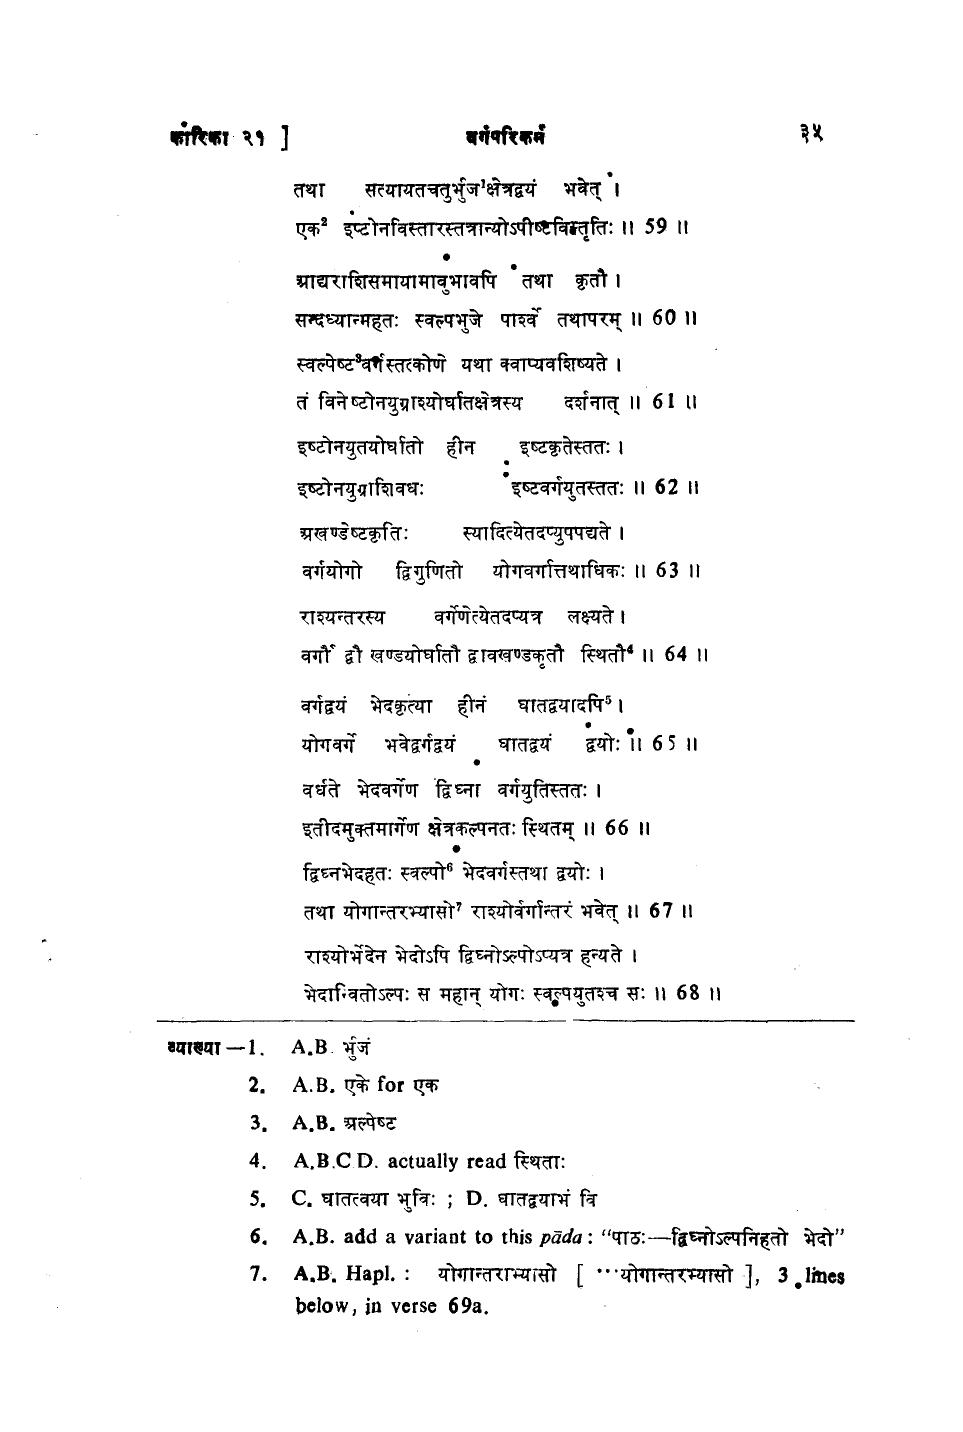 कारिका २१ ] वर्गपरिकर्म ३५
तथा सत्यायतचतुर्भुज¹क्षेत्रद्वयं भवेत् ।
एक² इष्टोनविस्तारस्तत्रान्योऽपीष्टविस्तृतिः ॥ 59 ॥
आद्यराशिसमायामावुभावपि तथा कृतौ ।
सन्दध्यान्महतः स्वल्पभुजे पार्श्वे तथापरम् ॥ 60 ॥
स्वल्पेष्ट³वर्गस्तत्कोणे यथा क्वाप्यवशिष्यते ।
तं विनेष्टोनयुग्राश्योर्घातक्षेत्रस्य दर्शनात् ॥ 61 ॥
इष्टोनयुतयोर्घातो हीन इष्टकृतेस्ततः ।
इष्टोनयुग्राशिवधः इष्टवर्गयुतस्ततः ॥ 62 ॥
अखण्डेष्टकृतिः स्यादित्येतदप्युपपद्यते ।
वर्गयोगो द्विगुणितो योगवर्गात्तथाधिकः ॥ 63 ॥
राश्यन्तरस्य वर्गेणेत्येतदप्यत्र लक्ष्यते ।
वर्गौ द्वौ खण्डयोर्घातौ द्वावखण्डकृतौ स्थितौ⁴ ॥ 64 ॥
वर्गद्वयं भेदकृत्या हीनं घातद्वयादपि⁵ ।
योगवर्गे भवेद्वर्गद्वयं घातद्वयं द्वयोः ॥ 65 ॥
वर्धते भेदवर्गेण द्विघ्ना वर्गयुतिस्ततः ।
इतीदमुक्तमार्गेण क्षेत्रकल्पनतः स्थितम् ॥ 66 ॥
द्विघ्नभेदहतः स्वल्पो⁶ भेदवर्गस्तथा द्वयोः ।
तथा योगान्तरभ्यासो⁷ राश्योर्वर्गान्तरं भवेत् ॥ 67 ॥
राश्योर्भेदेन भेदोऽपि द्विघ्नोऽल्पोऽप्यत्र हन्यते ।
भेदान्वितोऽल्पः स महान् योगः स्वल्पयुतश्च सः ॥ 68 ॥
व्याख्या —1. A.B. र्भुजं
2. A.B. एके for एक
3. A.B. अल्पेष्ट
4. A.B.C D. actually read स्थिताः
5. C. घातत्वया भुविः ; D. घातद्वयाभं वि
6. A.B. add a variant to this pāda : “पाठः—द्विघ्नोऽल्पनिहतो भेदो”
7. A.B. Hapl. : योगान्तराभ्यासो [ ···योगान्तरभ्यासो ], 3 lines
below, in verse 69a.